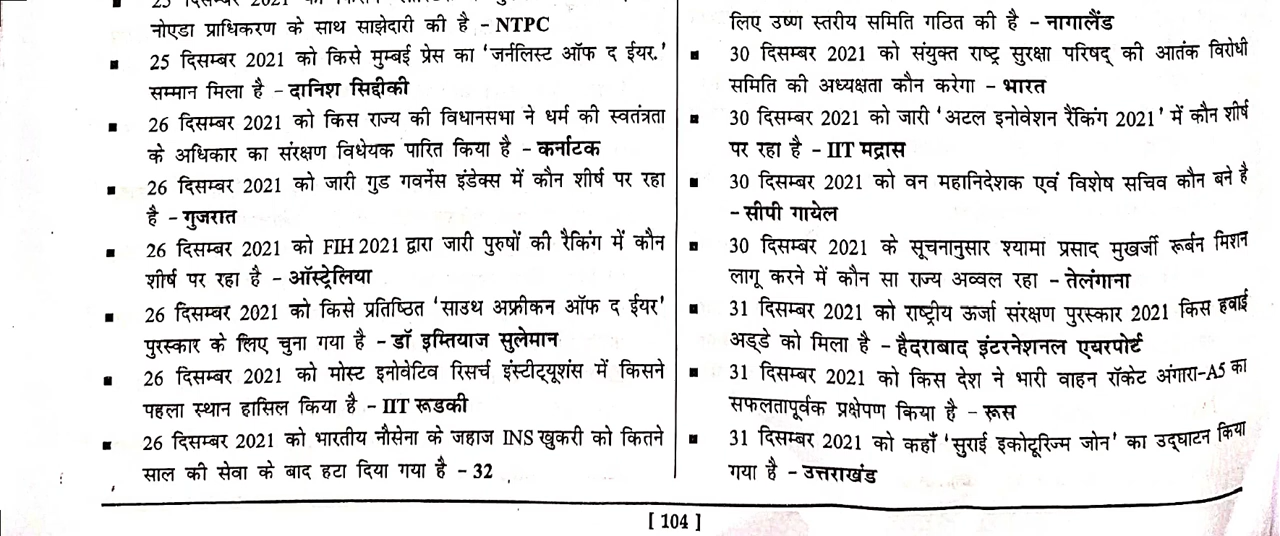 नोएडा प्राधिकरण के साथ साझेदारी की है - NTPC
■ 25 दिसम्बर 2021 को किसे मुम्बई प्रेस का 'जर्नलिस्ट ऑफ द ईयर.'
सम्मान मिला है - दानिश सिद्दीकी
■ 26 दिसम्बर 2021 को किस राज्य की विधानसभा ने धर्म की स्वतंत्रता
के अधिकार का संरक्षण विधेयक पारित किया है - कर्नाटक
■ 26 दिसम्बर 2021 को जारी गुड गवर्नेस इंडेक्स में कौन शीर्ष पर रहा
है - गुजरात
■ 26 दिसम्बर 2021 को FIH 2021 द्वारा जारी पुरुषों की रैकिंग में कौन
शीर्ष पर रहा है - ऑस्ट्रेलिया
■ 26 दिसम्बर 2021 को किसे प्रतिष्ठित 'साउथ अफ्रीकन ऑफ द ईयर'
पुरस्कार के लिए चुना गया है - डॉ इम्तियाज सुलेमान
■ 26 दिसम्बर 2021 को मोस्ट इनोवेटिव रिसर्च इंस्टीट्यूशंस में किसने
पहला स्थान हासिल किया है - IIT रूडकी
■ 26 दिसम्बर 2021 को भारतीय नौसेना के जहाज INS खुकरी को कितने
साल की सेवा के बाद हटा दिया गया है - 32
लिए उष्ण स्तरीय समिति गठित की है - नागालैंड
■ 30 दिसम्बर 2021 को संयुक्त राष्ट्र सुरक्षा परिषद् की आतंक विरोधी
समिति की अध्यक्षता कौन करेगा - भारत
■ 30 दिसम्बर 2021 को जारी 'अटल इनोवेशन रैंकिंग 2021' में कौन शीर्ष
पर रहा है - IIT मद्रास
■ 30 दिसम्बर 2021 को वन महानिदेशक एवं विशेष सचिव कौन बने है
- सीपी गायेल
■ 30 दिसम्बर 2021 के सूचनानुसार श्यामा प्रसाद मुखर्जी रूर्बन मिशन
लागू करने में कौन सा राज्य अव्वल रहा - तेलंगाना
■ 31 दिसम्बर 2021 को राष्ट्रीय ऊर्जा संरक्षण पुरस्कार 2021 किस हवाई
अड्डे को मिला है - हैदराबाद इंटरनेशनल एयरपोर्ट
■ 31 दिसम्बर 2021 को किस देश ने भारी वाहन रॉकेट अंगारा-A5 का
सफलतापूर्वक प्रक्षेपण किया है - रूस
■ 31 दिसम्बर 2021 को कहाँ 'सुराई इकोटूरिज्म जोन' का उद्घाटन किया
गया है - उत्तराखंड
[ 104 ]